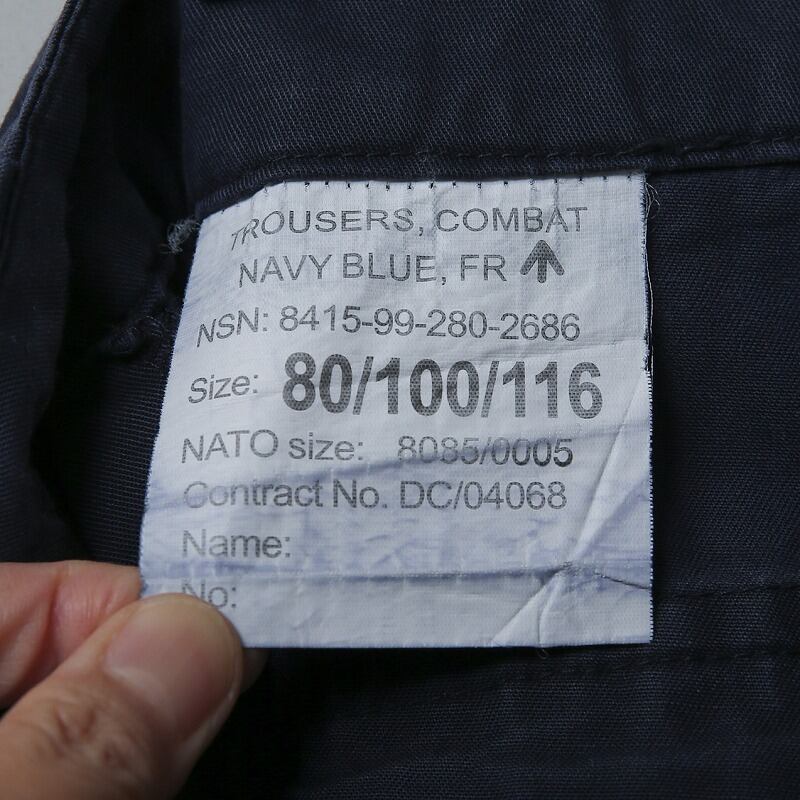 TROUSERS, COMBAT
NAVY BLUE, FR
NSN: 8415-99-280-2686
Size: 80/100/116
NATO size: 8085/0005
Contract No. DC/04068
Name:
No: